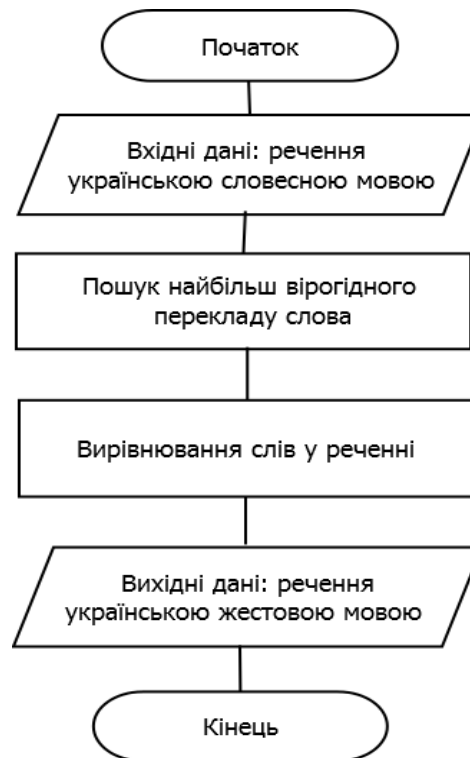 Початок
Вхідні дані: речення
українською словесною мовою
Пошук найбільш вірогідного
перекладу слова
Вирівнювання слів у реченні
Вихідні дані: речення
українською жестовою мовою
Кінець